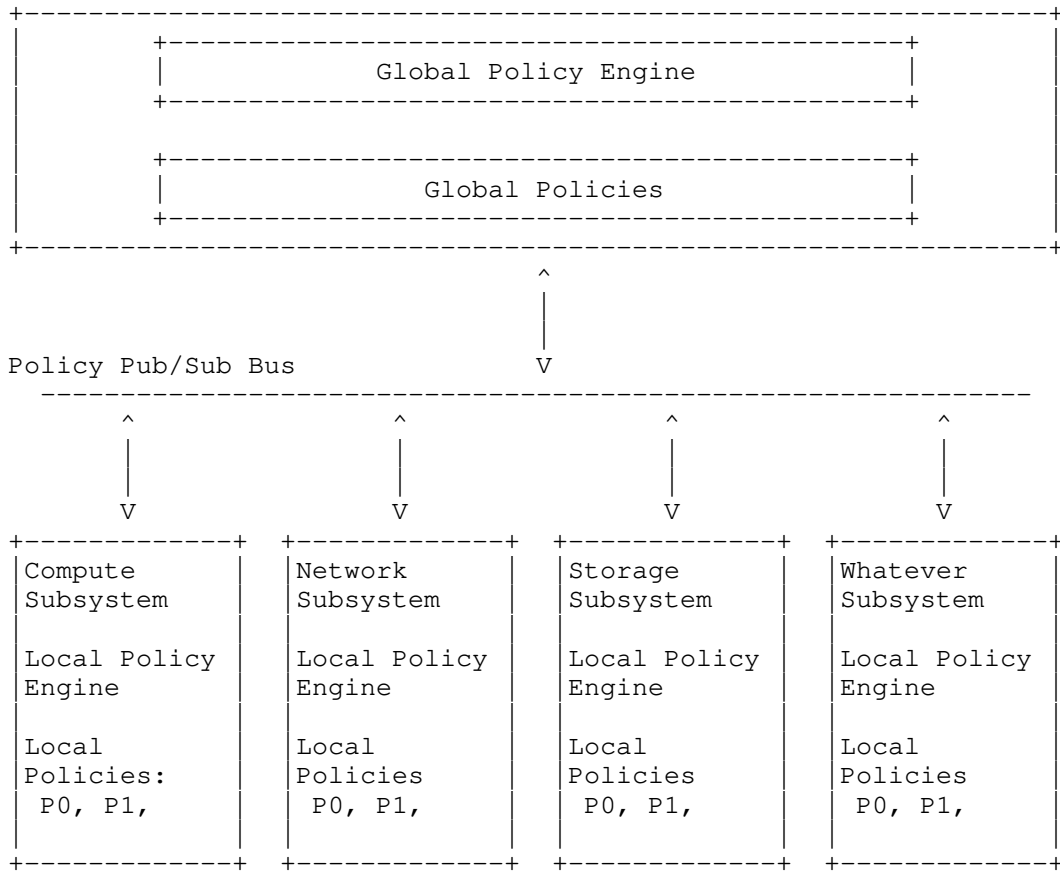 Global Policy Engine
Global Policies
Policy Pub/Sub Bus
Compute
Subsystem
Local Policy
Engine
Local
Policies:
P0, P1,
Network
Subsystem
Local Policy
Engine
Local
Policies
P0, P1,
Storage
Subsystem
Local Policy
Engine
Local
Policies
P0, P1,
Whatever
Subsystem
Local Policy
Engine
Local
Policies
P0, P1,